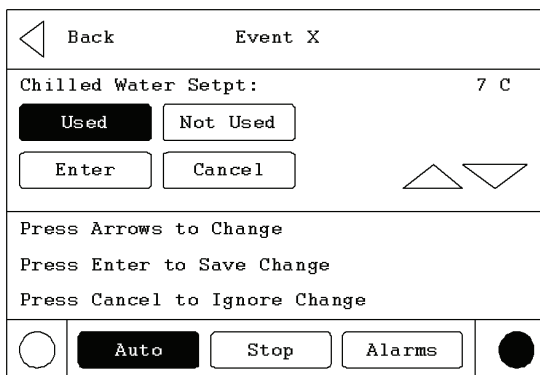 Back Event X
Chilled Water Setpt: 7 C
Used Not Used
Enter Cancel
Press Arrows to Change
Press Enter to Save Change
Press Cancel to Ignore Change
Auto Stop Alarms